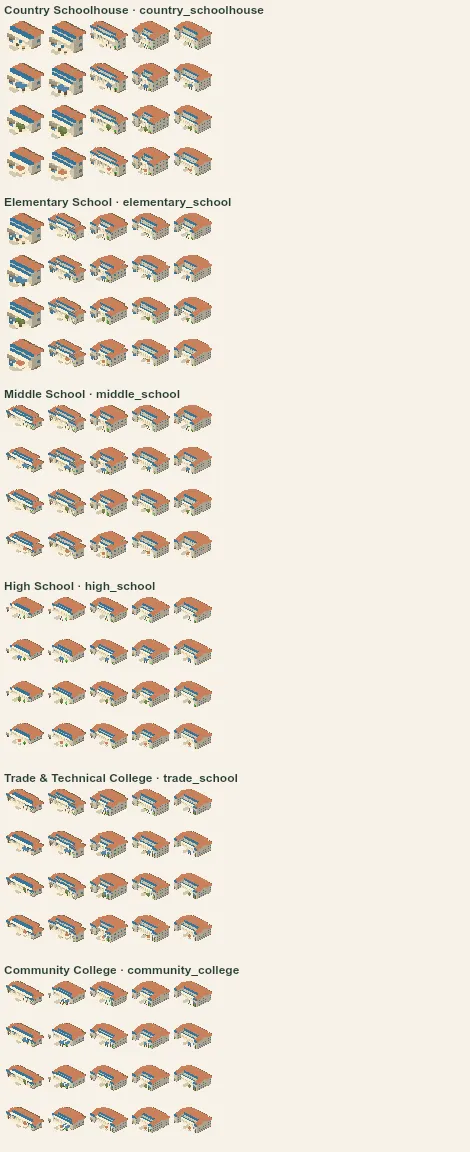 Country Schoolhouse · country_schoolhouse
Elementary School · elementary_school
Middle School · middle_school
High School · high_school
Trade & Technical College · trade_school
Community College · community_college